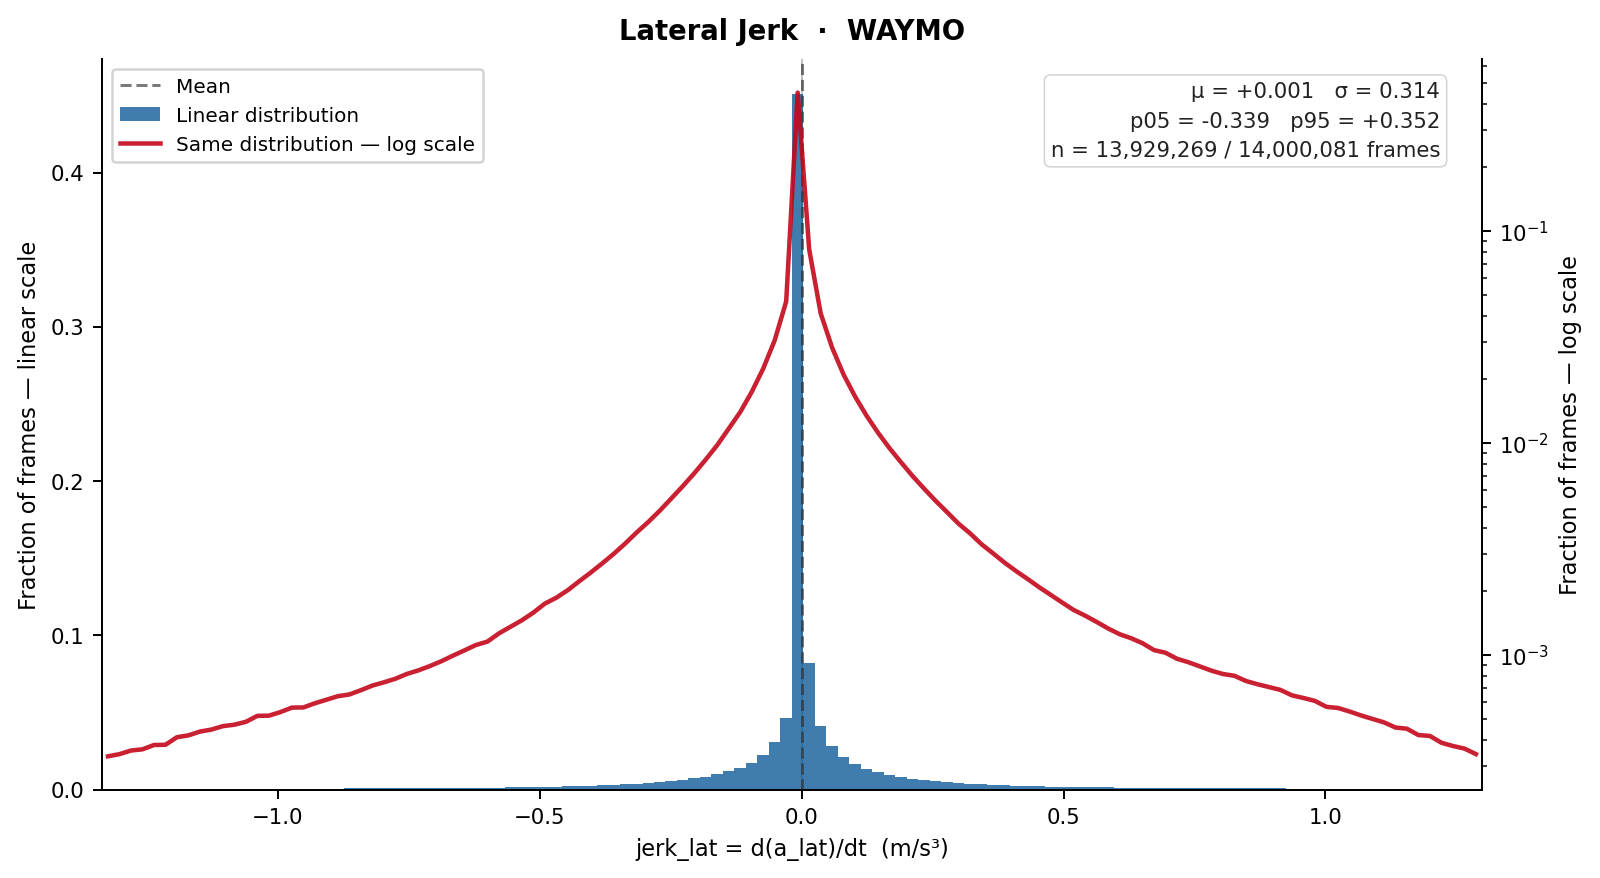 Lateral Jerk · WAYMO
Mean
Linear distribution
Same distribution — log scale
μ = +0.001 σ = 0.314
p05 = -0.339 p95 = +0.352
n = 13,929,269 / 14,000,081 frames
Fraction of frames — linear scale
0.4
0.3
0.2
0.1
0.0
10⁻¹
10⁻²
10⁻³
Fraction of frames — log scale
−1.0
−0.5
0.0
0.5
1.0
jerk_lat = d(a_lat)/dt (m/s³)